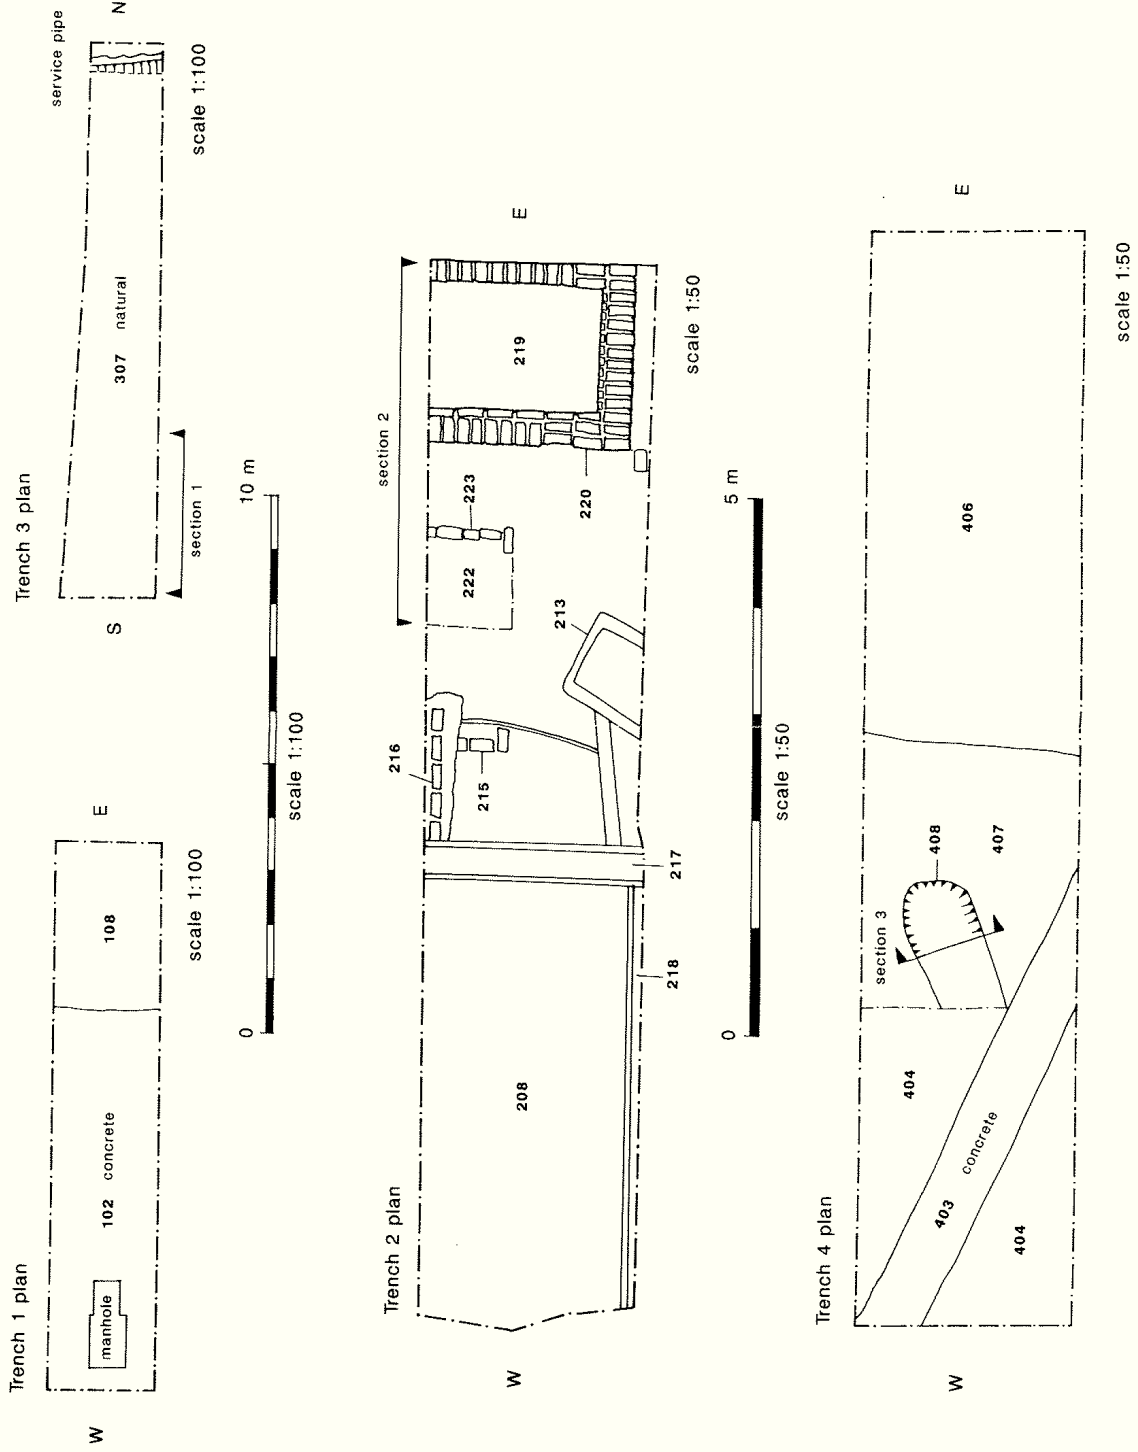 Trench 1 plan
W
manhole
102 concrete
108
E
scale 1:100
Trench 3 plan
S
307 natural
section 1
service pipe
N
scale 1:100
0
10 m
scale 1:100
Trench 2 plan
W
208
218
217
216
215
213
222
223
220
219
section 2
E
scale 1:50
0
5 m
scale 1:50
Trench 4 plan
W
404
403 concrete
404
section 3
408
407
406
E
scale 1:50